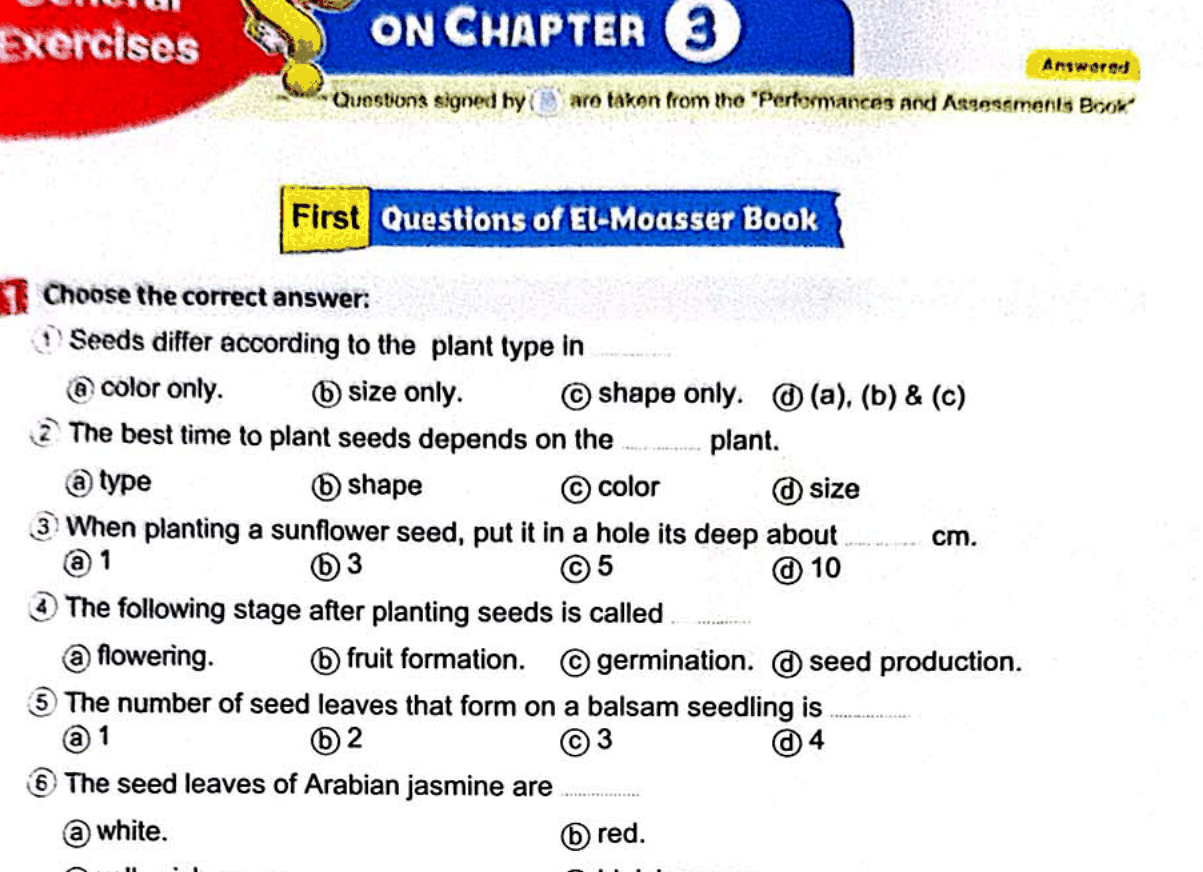 General
Exercises
ON CHAPTER 3
Answered
Questions signed by ( ) are taken from the "Performances and Assessments Book"
First Questions of El-Moasser Book
1 Choose the correct answer:
1 Seeds differ according to the plant type in ............
a color only. b size only. c shape only. d (a), (b) & (c)
2 The best time to plant seeds depends on the ............ plant.
a type b shape c color d size
3 When planting a sunflower seed, put it in a hole its deep about ............ cm.
a 1 b 3 c 5 d 10
4 The following stage after planting seeds is called ............
a flowering. b fruit formation. c germination. d seed production.
5 The number of seed leaves that form on a balsam seedling is ............
a 1 b 2 c 3 d 4
6 The seed leaves of Arabian jasmine are ............
a white. b red.